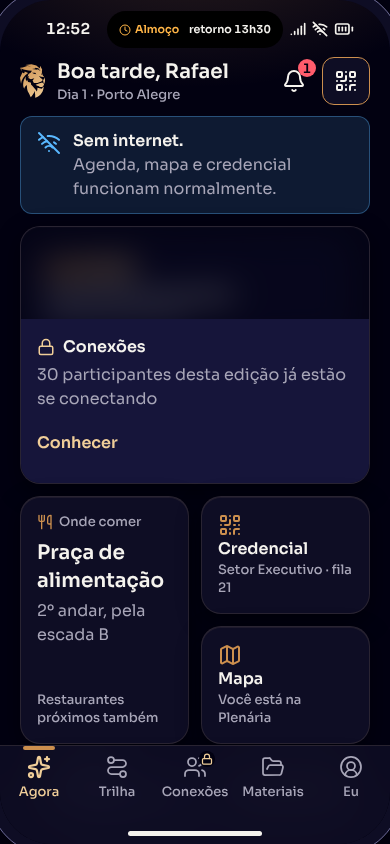 12:52
Almoço retorno 13h30
Boa tarde, Rafael
Dia 1 · Porto Alegre
1
Sem internet.
Agenda, mapa e credencial
funcionam normalmente.
Conexões
30 participantes desta edição já estão
se conectando
Conhecer
Onde comer
Praça de
alimentação
2º andar, pela
escada B
Restaurantes
próximos também
Credencial
Setor Executivo · fila
21
Mapa
Você está na
Plenária
Agora
Trilha
Conexões
Materiais
Eu